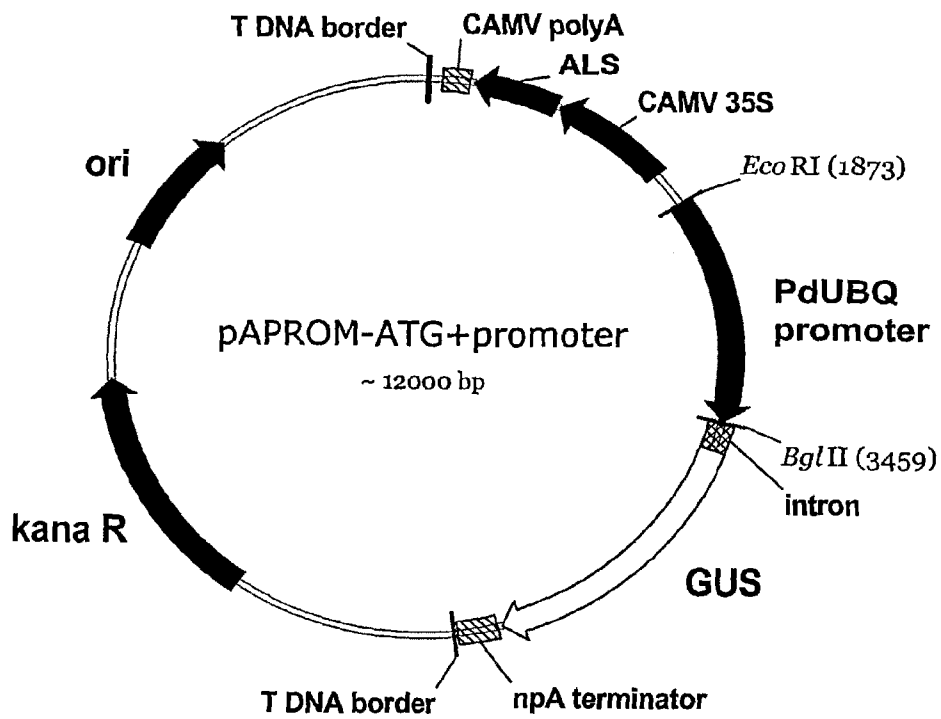 T DNA border
CAMV polyA
ALS
CAMV 35S
EcoRI (1873)
ori
PdUBQ
promoter
pAPROM-ATG+promoter
~ 12000 bp
BglII (3459)
intron
kana R
GUS
T DNA border
npA terminator